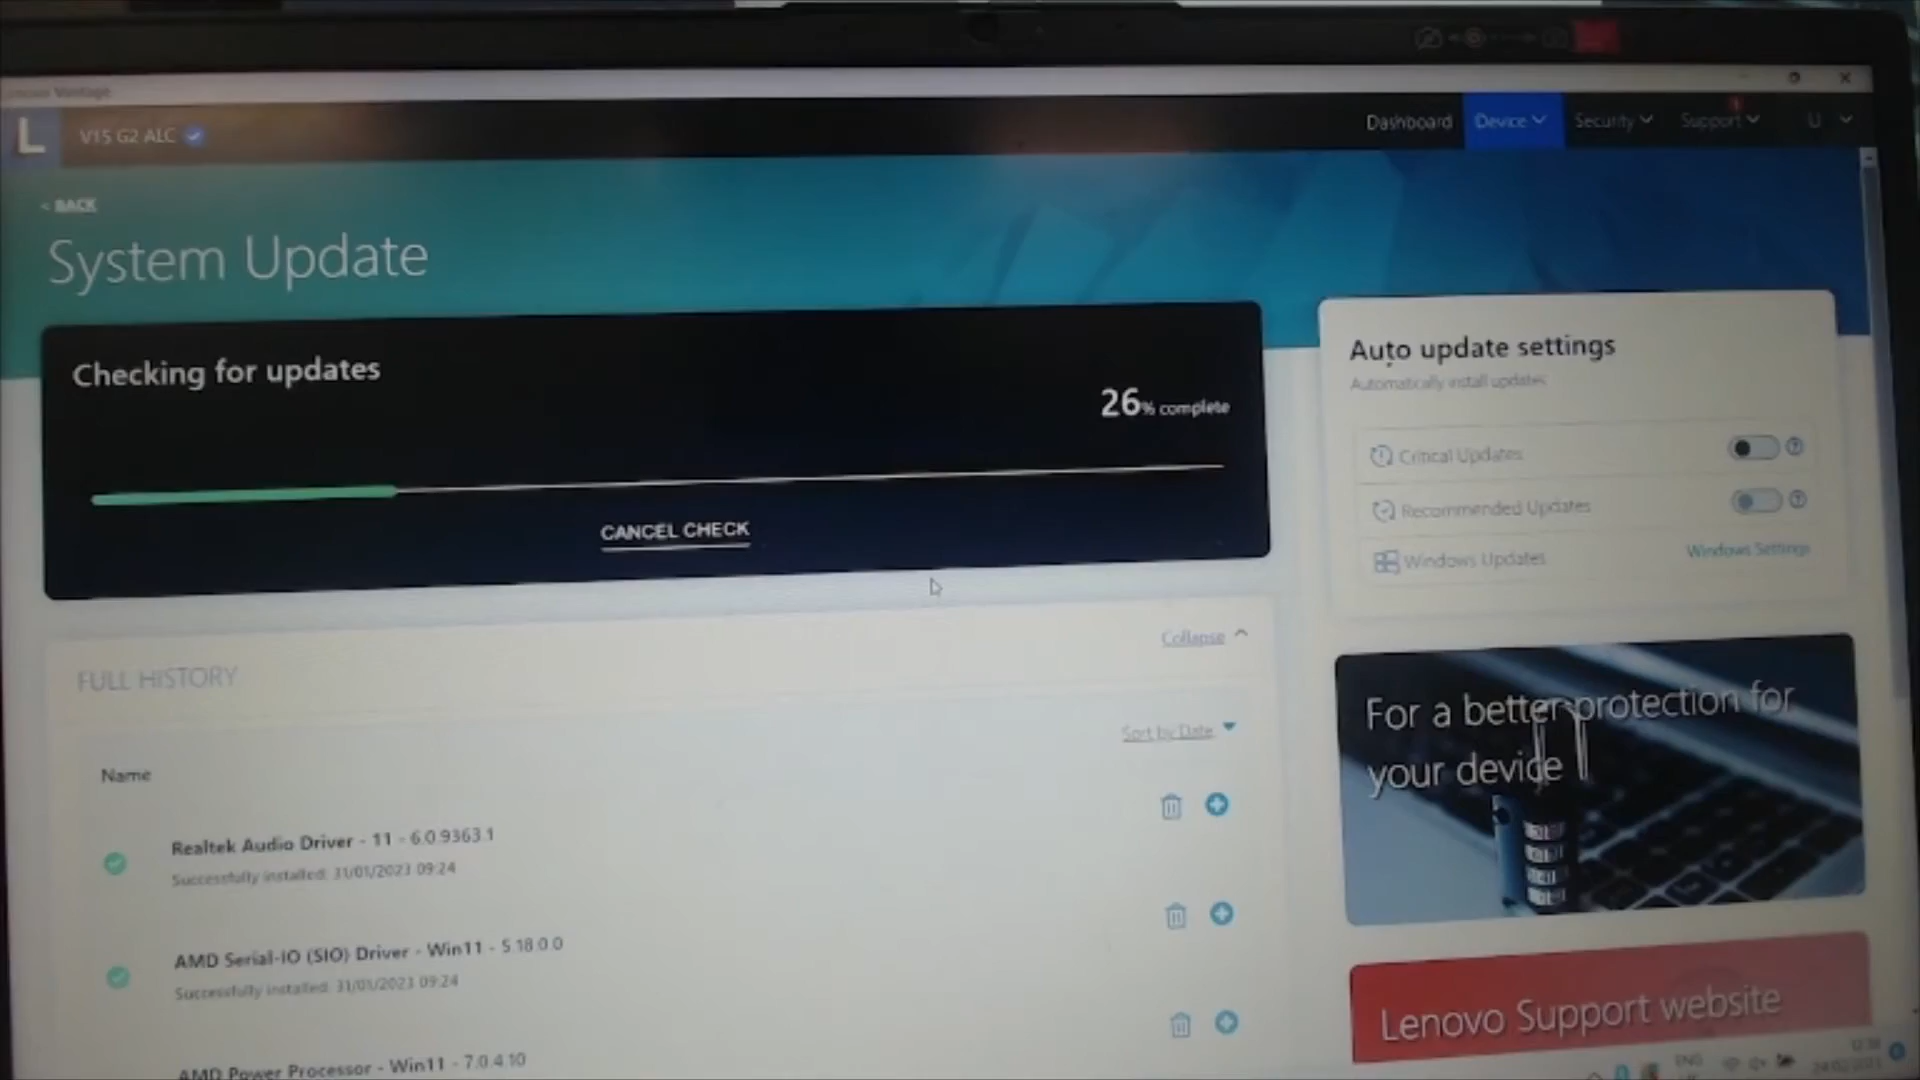 Lenovo Vantage
L
V15 G2 ALC
Dashboard
Device
Security
Support
< BACK
System Update
Checking for updates
26% complete
CANCEL CHECK
Auto update settings
Automatically install updates
Critical Updates
Recommended Updates
Windows Updates
Windows Settings
FULL HISTORY
Collapse
Sort by Date
Name
Realtek Audio Driver - 11 - 6.0.9363.1
Successfully installed: 31/01/2023 09:24
AMD Serial-IO (SIO) Driver - Win11 - 5.18.0.0
Successfully installed: 31/01/2023 09:24
AMD Power Processor - Win11 - 7.0.4.10
For a better protection for
your device
Lenovo Support website
ENG